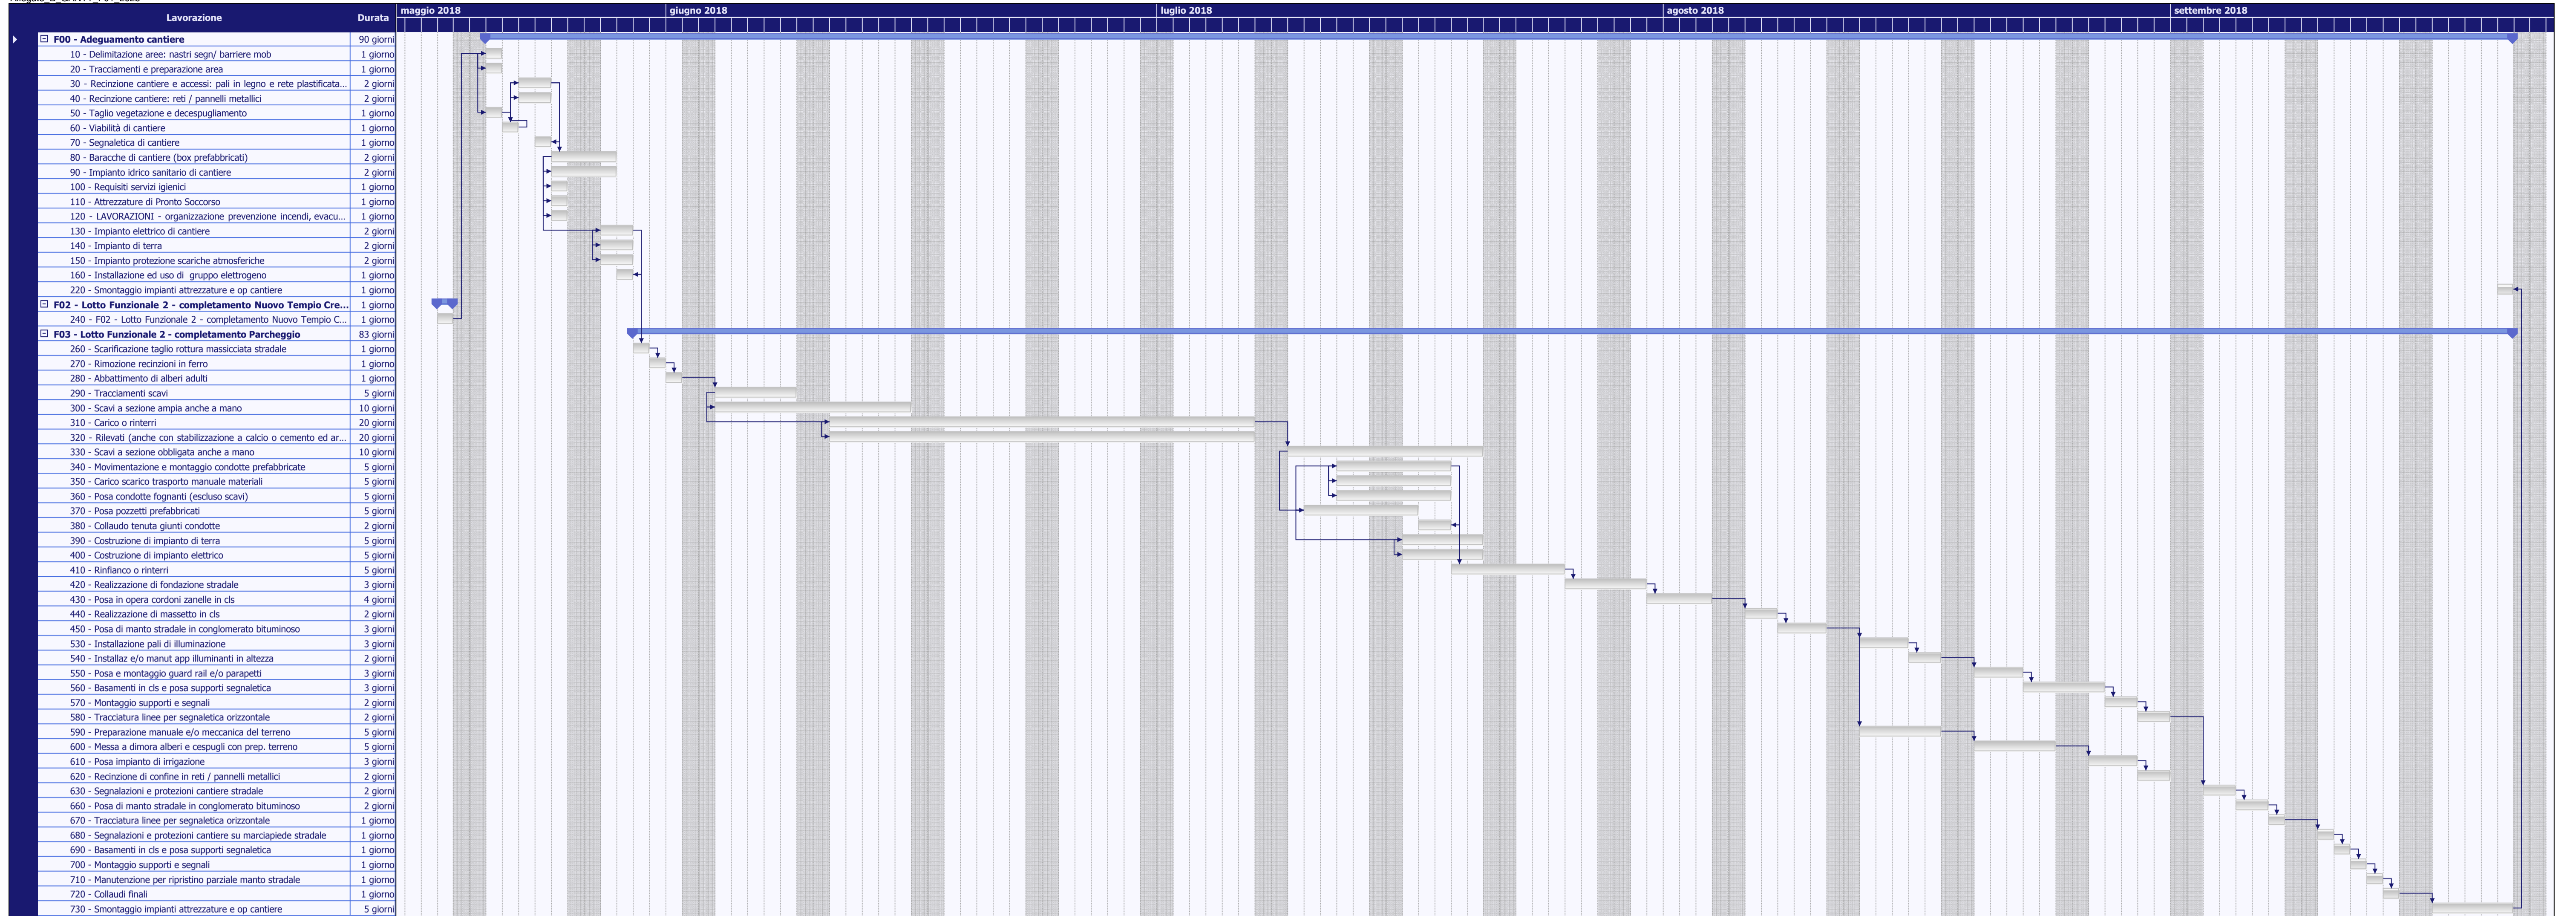 Lavorazione Durata maggio 2018 giugno 2018 luglio 2018 agosto 2018 settembre 2018
F00 - Adeguamento cantiere 90 giorni
10 - Delimitazione aree: nastri segn/ barriere mob 1 giorno
20 - Tracciamenti e preparazione area 1 giorno
30 - Recinzione cantiere e accessi: pali in legno e rete plastificata... 2 giorni
40 - Recinzione cantiere: reti / pannelli metallici 2 giorni
50 - Taglio vegetazione e decespugliamento 1 giorno
60 - Viabilità di cantiere 1 giorno
70 - Segnaletica di cantiere 1 giorno
80 - Baracche di cantiere (box prefabbricati) 2 giorni
90 - Impianto idrico sanitario di cantiere 2 giorni
100 - Requisiti servizi igienici 1 giorno
110 - Attrezzature di Pronto Soccorso 1 giorno
120 - LAVORAZIONI - organizzazione prevenzione incendi, evacu... 1 giorno
130 - Impianto elettrico di cantiere 2 giorni
140 - Impianto di terra 2 giorni
150 - Impianto protezione scariche atmosferiche 2 giorni
160 - Installazione ed uso di gruppo elettrogeno 1 giorno
220 - Smontaggio impianti attrezzature e op cantiere 1 giorno
F02 - Lotto Funzionale 2 - completamento Nuovo Tempio Cre... 1 giorno
240 - F02 - Lotto Funzionale 2 - completamento Nuovo Tempio C... 1 giorno
F03 - Lotto Funzionale 2 - completamento Parcheggio 83 giorni
260 - Scarificazione taglio rottura massicciata stradale 1 giorno
270 - Rimozione recinzioni in ferro 1 giorno
280 - Abbattimento di alberi adulti 1 giorno
290 - Tracciamenti scavi 5 giorni
300 - Scavi a sezione ampia anche a mano 10 giorni
310 - Carico o rinterri 20 giorni
320 - Rilevati (anche con stabilizzazione a calcio o cemento ed ar... 20 giorni
330 - Scavi a sezione obbligata anche a mano 10 giorni
340 - Movimentazione e montaggio condotte prefabbricate 5 giorni
350 - Carico scarico trasporto manuale materiali 5 giorni
360 - Posa condotte fognanti (escluso scavi) 5 giorni
370 - Posa pozzetti prefabbricati 5 giorni
380 - Collaudo tenuta giunti condotte 2 giorni
390 - Costruzione di impianto di terra 5 giorni
400 - Costruzione di impianto elettrico 5 giorni
410 - Rinfianco o rinterri 5 giorni
420 - Realizzazione di fondazione stradale 3 giorni
430 - Posa in opera cordoni zanelle in cls 4 giorni
440 - Realizzazione di massetto in cls 2 giorni
450 - Posa di manto stradale in conglomerato bituminoso 3 giorni
530 - Installazione pali di illuminazione 3 giorni
540 - Installaz e/o manut app illuminanti in altezza 2 giorni
550 - Posa e montaggio guard rail e/o parapetti 3 giorni
560 - Basamenti in cls e posa supporti segnaletica 3 giorni
570 - Montaggio supporti e segnali 2 giorni
580 - Tracciatura linee per segnaletica orizzontale 2 giorni
590 - Preparazione manuale e/o meccanica del terreno 5 giorni
600 - Messa a dimora alberi e cespugli con prep. terreno 5 giorni
610 - Posa impianto di irrigazione 3 giorni
620 - Recinzione di confine in reti / pannelli metallici 2 giorni
630 - Segnalazioni e protezioni cantiere stradale 2 giorni
660 - Posa di manto stradale in conglomerato bituminoso 2 giorni
670 - Tracciatura linee per segnaletica orizzontale 1 giorno
680 - Segnalazioni e protezioni cantiere su marciapiede stradale 1 giorno
690 - Basamenti in cls e posa supporti segnaletica 1 giorno
700 - Montaggio supporti e segnali 1 giorno
710 - Manutenzione per ripristino parziale manto stradale 1 giorno
720 - Collaudi finali 1 giorno
730 - Smontaggio impianti attrezzature e op cantiere 5 giorni